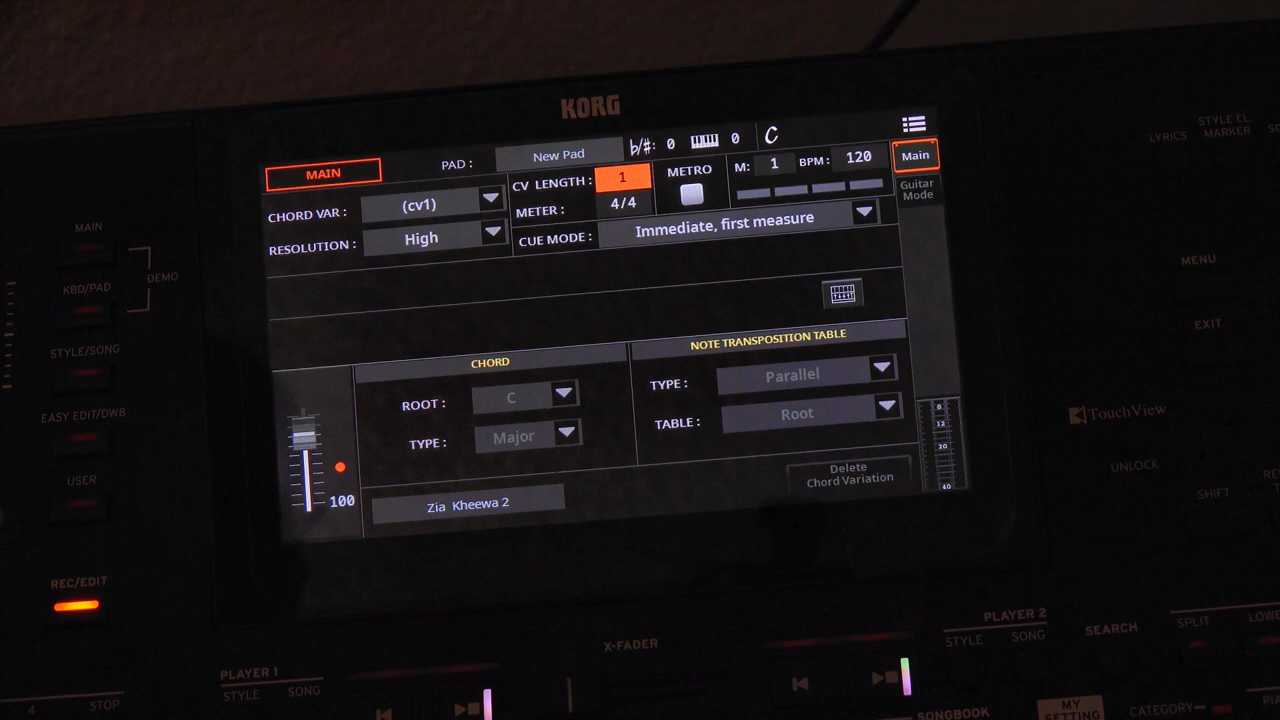 KORG
MAIN
PAD :
New Pad
b/#: 0
0
C
CHORD VAR :
(cv1)
CV LENGTH :
1
METRO
M:
1
BPM :
120
Main
METER :
4/4
Guitar
Mode
RESOLUTION :
High
CUE MODE :
Immediate, first measure
CHORD
NOTE TRANSPOSITION TABLE
ROOT :
C
TYPE :
Parallel
TYPE :
Major
TABLE :
Root
0
12
20
40
100
Zia Kheewa 2
Delete
Chord Variation
MAIN
DEMO
KBD/PAD
STYLE/SONG
EASY EDIT/DWB
USER
REC/EDIT
LYRICS
STYLE EL.
MARKER
MENU
EXIT
TouchView
UNLOCK
SHIFT
PLAYER 1
STYLE SONG
4 STOP
X-FADER
PLAYER 2
STYLE SONG
SEARCH
SPLIT
SONGBOOK
MY
SETTING
CATEGORY